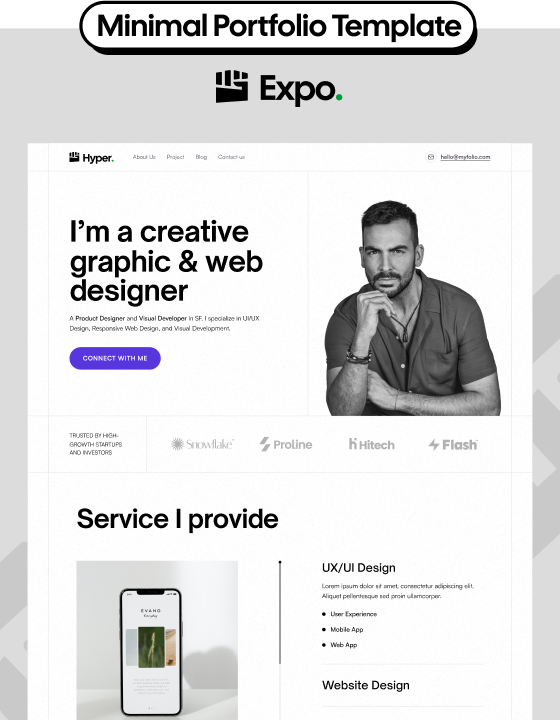 Minimal Portfolio Template
Expo.
Hyper.
About Us
Project
Blog
Contact us
hello@myfolio.com
I'm a creative
graphic & web
designer
A Product Designer and Visual Developer in SF. I specialize in UI/UX
Design, Responsive Web Design, and Visual Development.
CONNECT WITH ME
TRUSTED BY HIGH-
GROWTH STARTUPS
AND INVESTORS
Snowflake
ProLine
Hitech
Flash
Service I provide
EVANO
UX/UI Design
Lorem ipsum dolor sit amet, consectetur adipiscing elit.
Aliquet pellentesque sed proin ullamcorper.
User Experience
Mobile App
Web App
Website Design